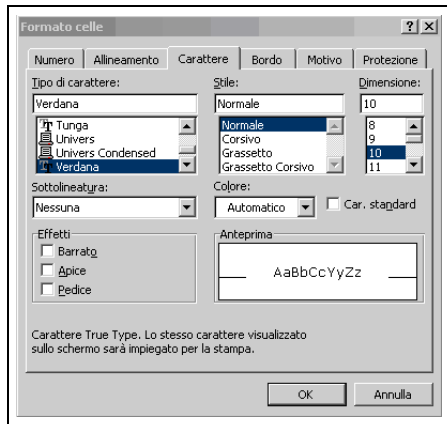 Formato celle
Numero Allineamento Carattere Bordo Motivo Protezione
Tipo di carattere: Stile: Dimensione:
Verdana Normale 10
Tunga Normale 8
Univers Corsivo 9
Univers Condensed Grassetto 10
Verdana Grassetto Corsivo 11
Sottolineatura: Colore:
Nessuna Automatico Car. standard
Effetti Anteprima
Barrato
Apice AaBbCcYyZz
Pedice
Carattere True Type. Lo stesso carattere visualizzato
sullo schermo sarà impiegato per la stampa.
OK Annulla